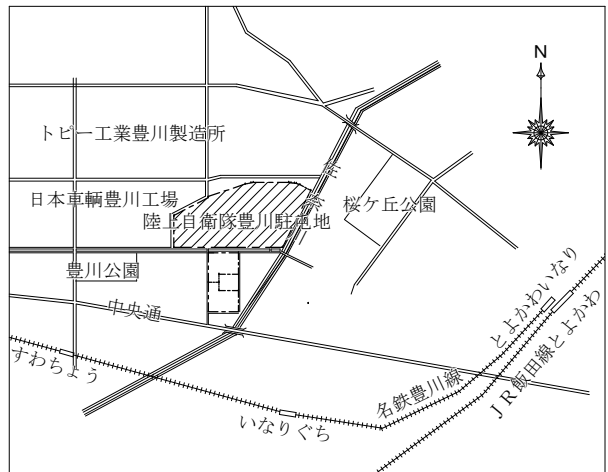 N
トピー工業豊川製造所
日本車輌豊川工場
陸上自衛隊豊川駐屯地
桜ケ丘公園
豊川公園
中央通
すわちよう
いなりぐち
名鉄豊川線
とよかわいなり
JR飯田線とよかわ